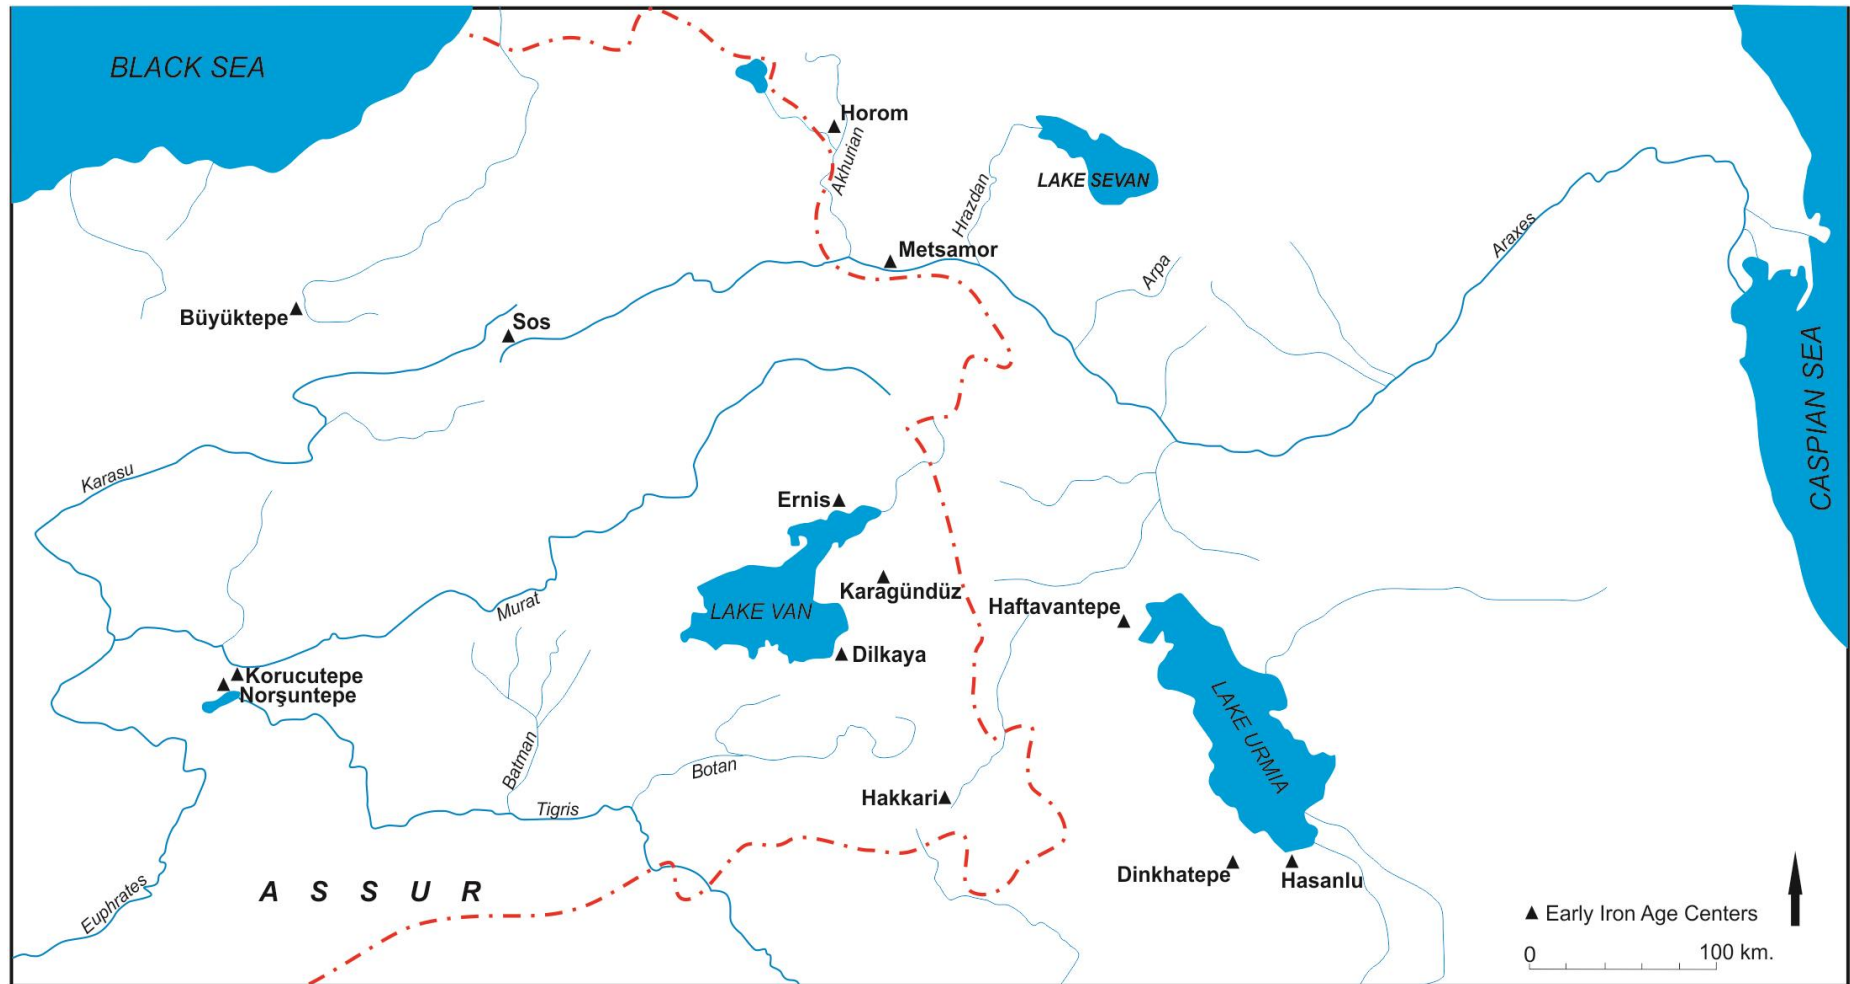 BLACK SEA
Horom
Akhurian
LAKE SEVAN
Hrazdan
Metsamor
Arpa
Araxes
Büyüktepe
Sos
CASPIAN SEA
Karasu
Ernis
Karagündüz
Murat
LAKE VAN
Haftavantepe
Dilkaya
Korucutepe
Norşuntepe
LAKE URMIA
Batman
Botan
Hakkari
Tigris
Dinkhatepe
Hasanlu
Euphrates
A S S U R
Early Iron Age Centers
0 100 km.